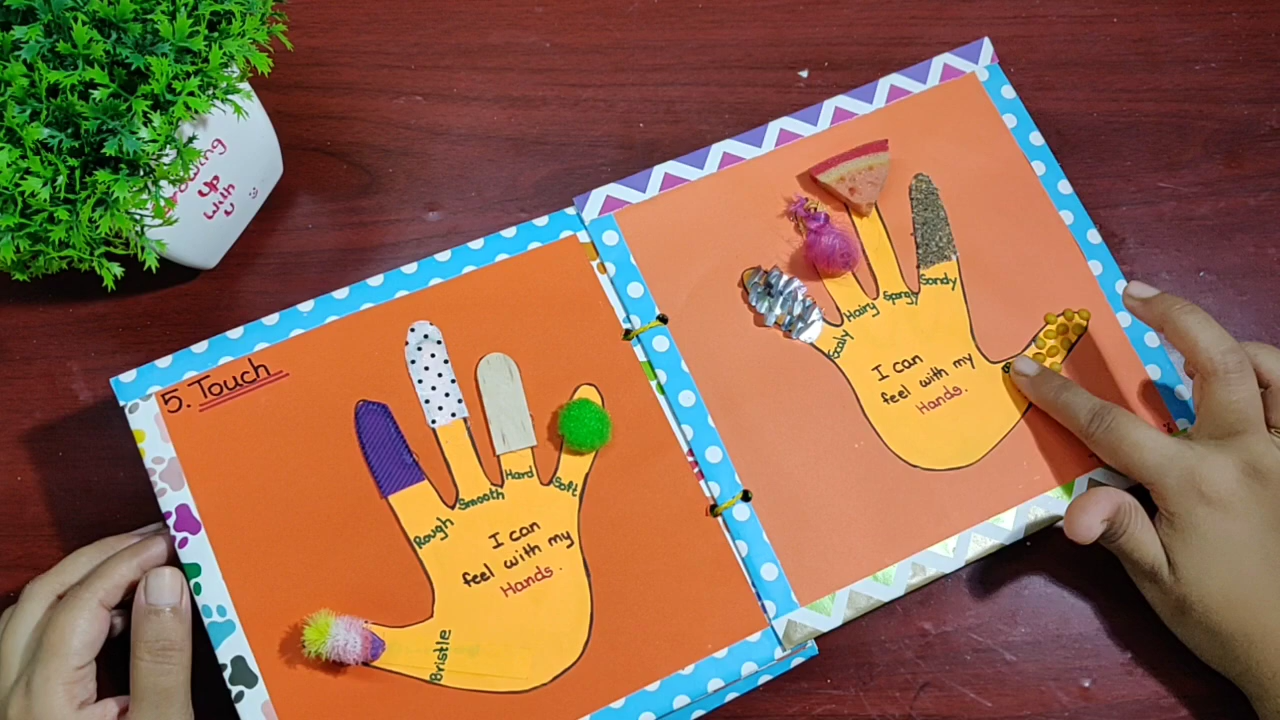 Growing
Up
With
U
5. Touch
Rough
Smooth
Hard
Soft
Bristle
I can
feel with my
Hands.
Scaly
Hairy
Spongy
Sandy
I can
feel with my
Hands.